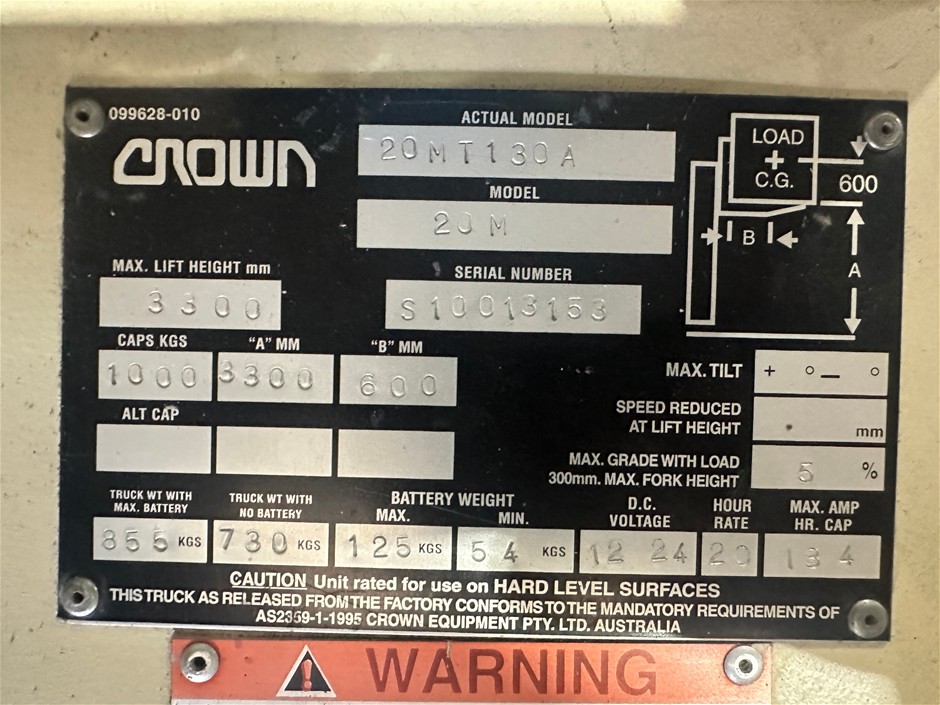 099628-010
CROWN
ACTUAL MODEL
20MT130A
MODEL
20M
MAX. LIFT HEIGHT mm
3300
SERIAL NUMBER
S10013153
CAPS KGS "A" MM "B" MM
1000 3300 600
ALT CAP
LOAD
+
C.G.
600
B
A
MAX. TILT + ° — °
SPEED REDUCED
AT LIFT HEIGHT
mm
MAX. GRADE WITH LOAD
300mm. MAX. FORK HEIGHT
5 %
TRUCK WT WITH
MAX. BATTERY
855 KGS
TRUCK WT WITH
NO BATTERY
730 KGS
BATTERY WEIGHT
MAX. MIN.
125 KGS 54 KGS
D.C.
VOLTAGE
12 24
HOUR
RATE
20
MAX. AMP
HR. CAP
134
CAUTION Unit rated for use on HARD LEVEL SURFACES
THIS TRUCK AS RELEASED FROM THE FACTORY CONFORMS TO THE MANDATORY REQUIREMENTS OF
AS2359-1-1995 CROWN EQUIPMENT PTY. LTD. AUSTRALIA
WARNING